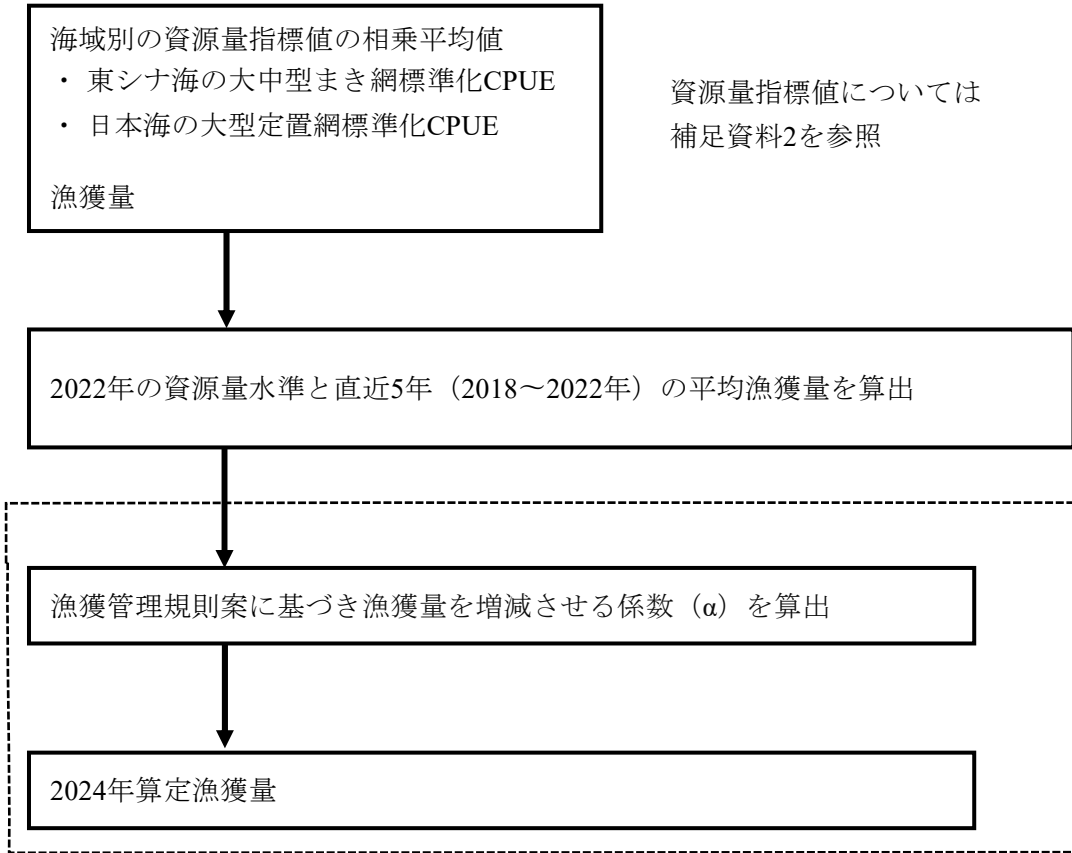 海域別の資源量指標値の相乗平均値
・ 東シナ海の大中型まき網標準化CPUE
・ 日本海の大型定置網標準化CPUE
漁獲量
資源量指標値については
補足資料2を参照
2022年の資源量水準と直近5年（2018～2022年）の平均漁獲量を算出
漁獲管理規則案に基づき漁獲量を増減させる係数（α）を算出
2024年算定漁獲量